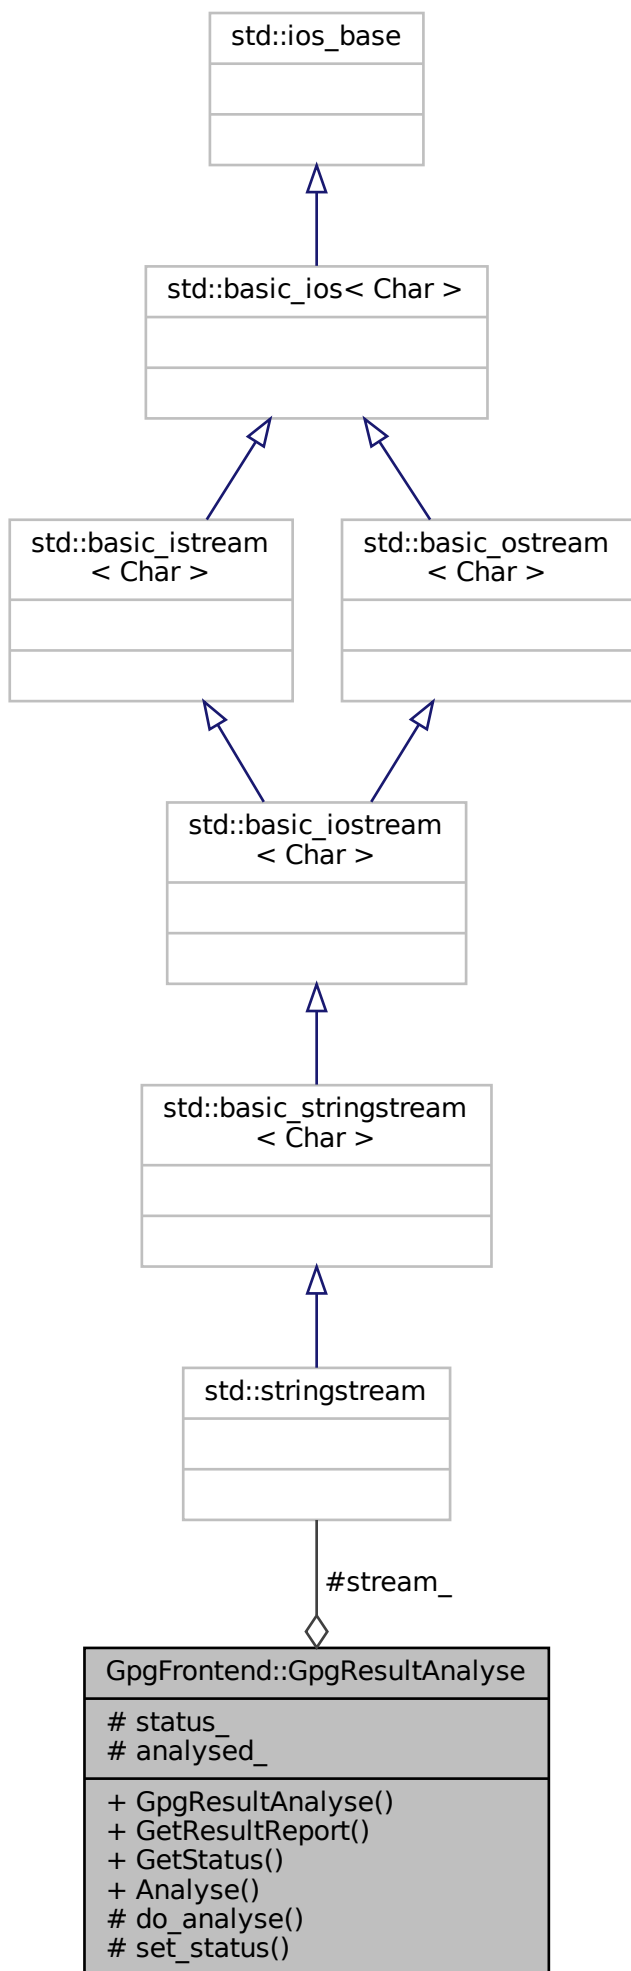 std::ios_base
std::basic_ios< Char >
std::basic_istream
< Char >
std::basic_ostream
< Char >
std::basic_iostream
< Char >
std::basic_stringstream
< Char >
std::stringstream
#stream_
GpgFrontend::GpgResultAnalyse
# status_
# analysed_
+ GpgResultAnalyse()
+ GetResultReport()
+ GetStatus()
+ Analyse()
# do_analyse()
# set_status()